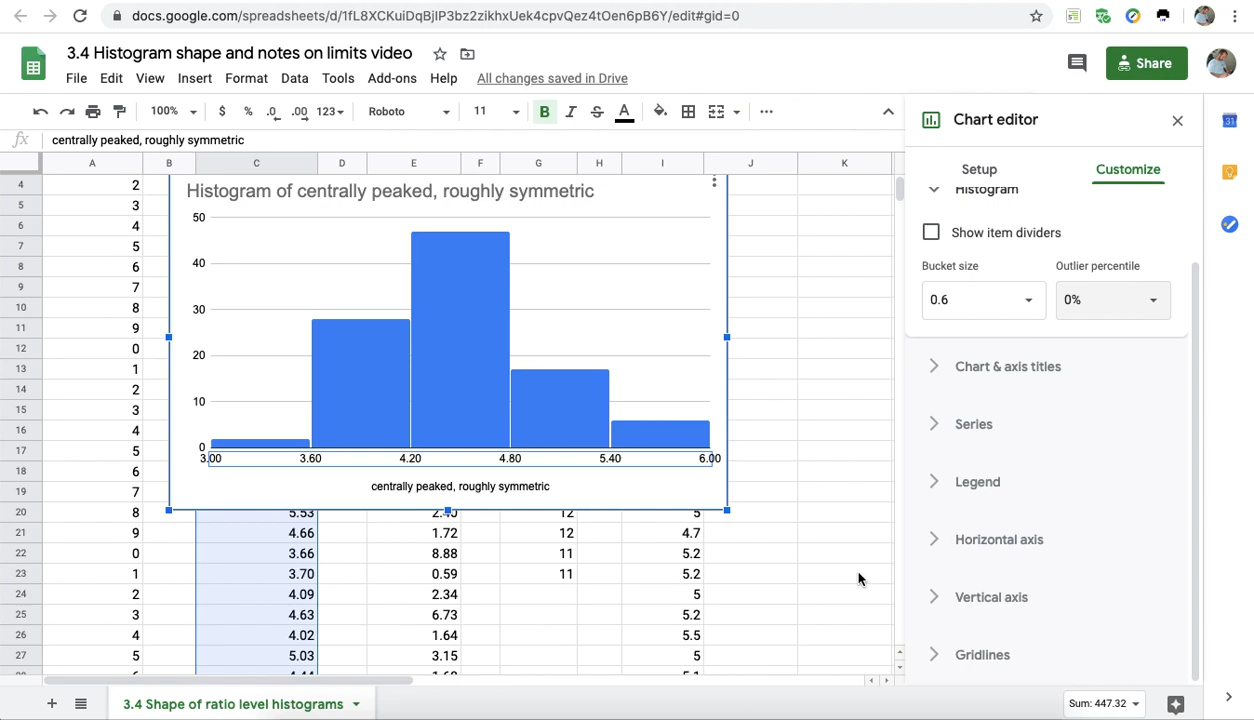 docs.google.com/spreadsheets/d/1fL8XCKuiDqBjIP3bz2zikhxUek4cpvQez4tOen6pB6Y/edit#gid=0
3.4 Histogram shape and notes on limits video
File Edit View Insert Format Data Tools Add-ons Help All changes saved in Drive
Share
100% $ % .0 .00 123 Roboto 11 B I S A
fx centrally peaked, roughly symmetric
Chart editor
Setup Customize
A B C D E F G H I J K
4 2
5 3
6 4
7 5
8 6
9 7
10 8
11 9
12 0
13 1
14 2
15 3
16 4
17 5
18 6
19 7
20 8 5.53 2.40 12 5
21 9 4.66 1.72 12 4.7
22 0 3.66 8.88 11 5.2
23 1 3.70 0.59 11 5.2
24 2 4.09 2.34 5
25 3 4.63 6.73 5.2
26 4 4.02 1.64 5.5
27 5 5.03 3.15 5
Histogram of centrally peaked, roughly symmetric
50
40
30
20
10
0
3.00 3.60 4.20 4.80 5.40 6.00
centrally peaked, roughly symmetric
Histogram
Show item dividers
Bucket size Outlier percentile
0.6 0%
Chart & axis titles
Series
Legend
Horizontal axis
Vertical axis
Gridlines
3.4 Shape of ratio level histograms
Sum: 447.32
31